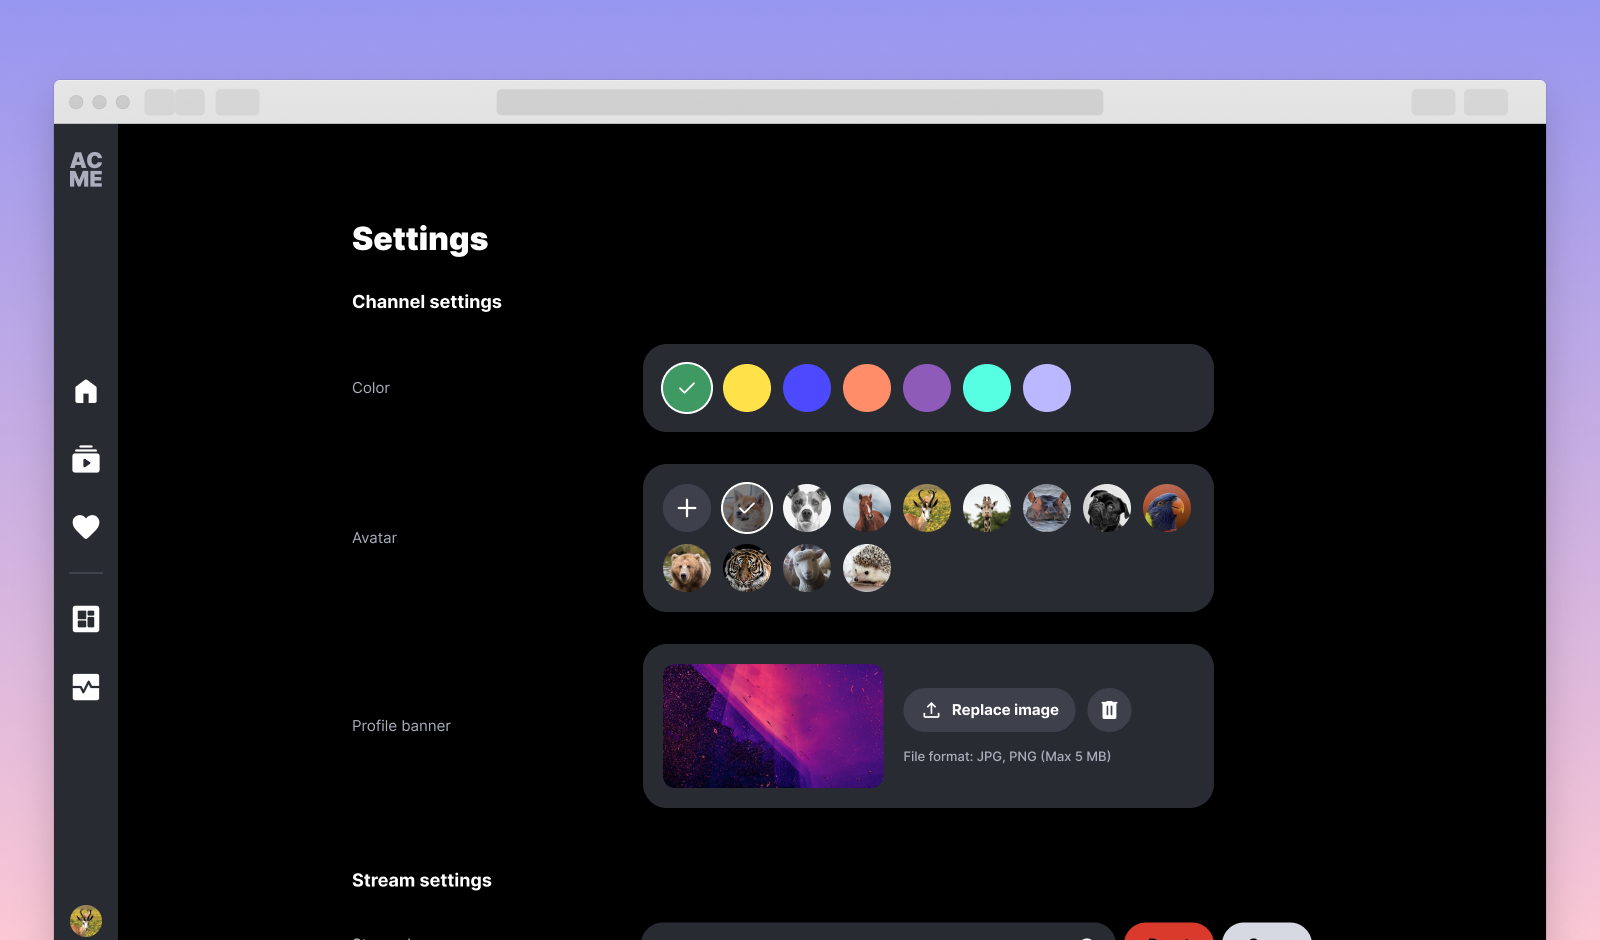 AC
ME
Settings
Channel settings
Color
Avatar
Profile banner
Replace image
File format: JPG, PNG (Max 5 MB)
Stream settings